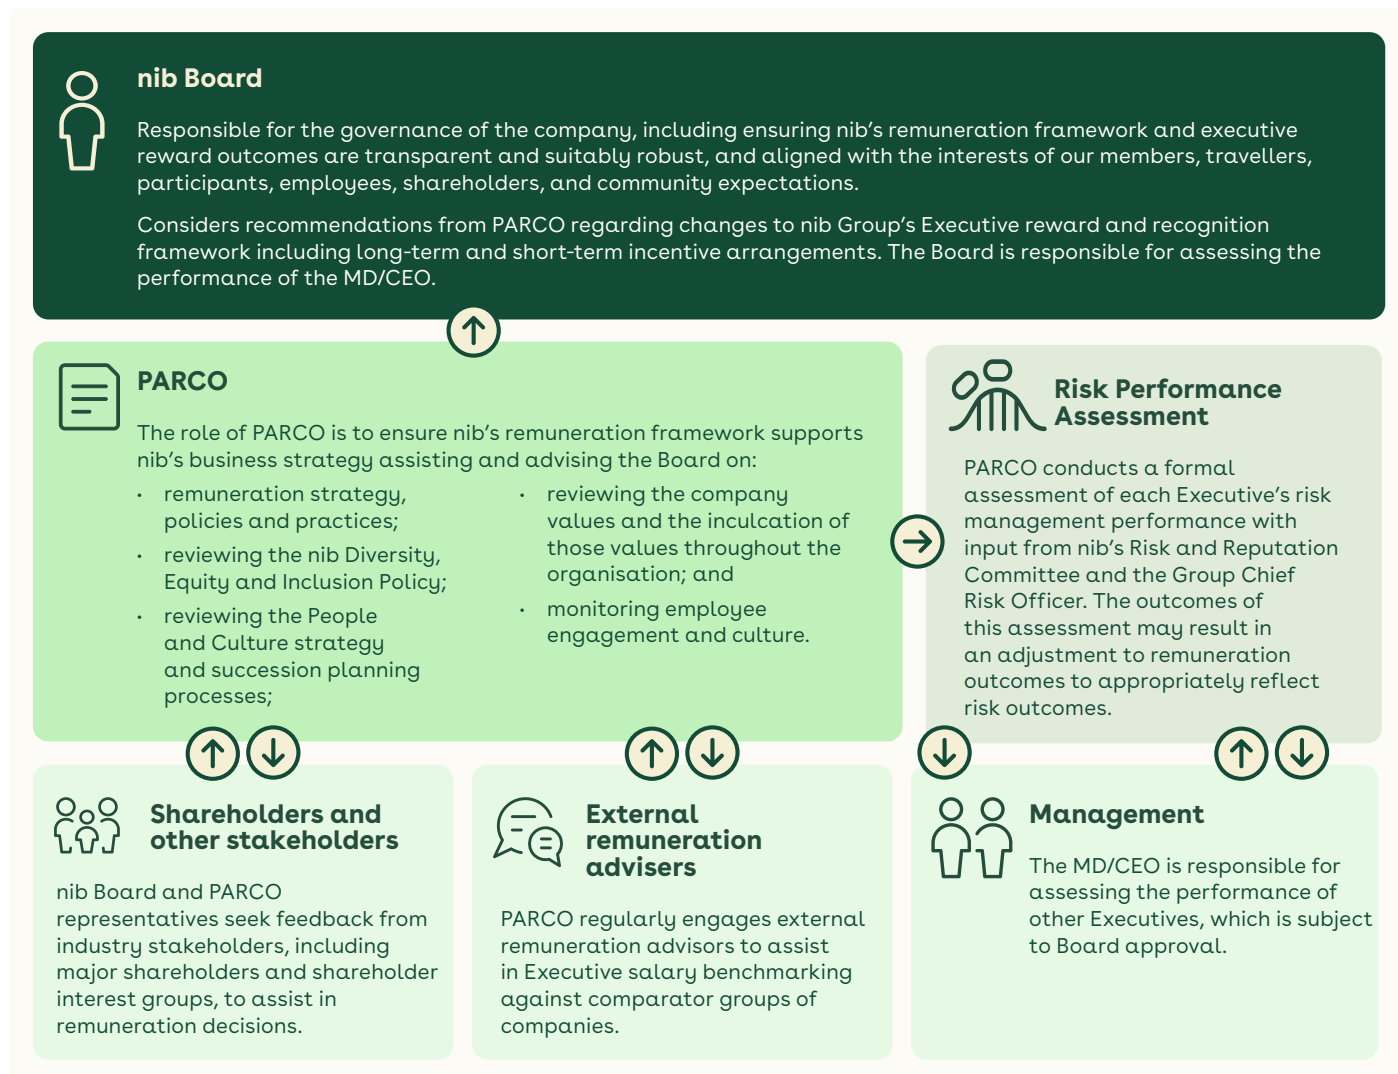 nib Board
Responsible for the governance of the company, including ensuring nib’s remuneration framework and executive
reward outcomes are transparent and suitably robust, and aligned with the interests of our members, travellers,
participants, employees, shareholders, and community expectations.
Considers recommendations from PARCO regarding changes to nib Group’s Executive reward and recognition
framework including long-term and short-term incentive arrangements. The Board is responsible for assessing the
performance of the MD/CEO.
PARCO
The role of PARCO is to ensure nib’s remuneration framework supports
nib’s business strategy assisting and advising the Board on:
• remuneration strategy,
policies and practices;
• reviewing the nib Diversity,
Equity and Inclusion Policy;
• reviewing the People
and Culture strategy
and succession planning
processes;
• reviewing the company
values and the inculcation of
those values throughout the
organisation; and
• monitoring employee
engagement and culture.
Risk Performance
Assessment
PARCO conducts a formal
assessment of each Executive’s risk
management performance with
input from nib’s Risk and Reputation
Committee and the Group Chief
Risk Officer. The outcomes of
this assessment may result in
an adjustment to remuneration
outcomes to appropriately reflect
risk outcomes.
Shareholders and
other stakeholders
nib Board and PARCO
representatives seek feedback from
industry stakeholders, including
major shareholders and shareholder
interest groups, to assist in
remuneration decisions.
External
remuneration
advisers
PARCO regularly engages external
remuneration advisors to assist
in Executive salary benchmarking
against comparator groups of
companies.
Management
The MD/CEO is responsible for
assessing the performance of
other Executives, which is subject
to Board approval.